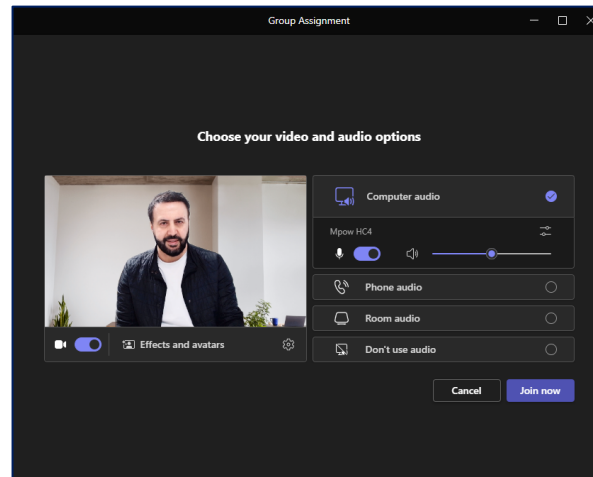 Group Assignment
Choose your video and audio options
Computer audio
Mpow HC4
Phone audio
Room audio
Effects and avatars
Don't use audio
Cancel
Join now